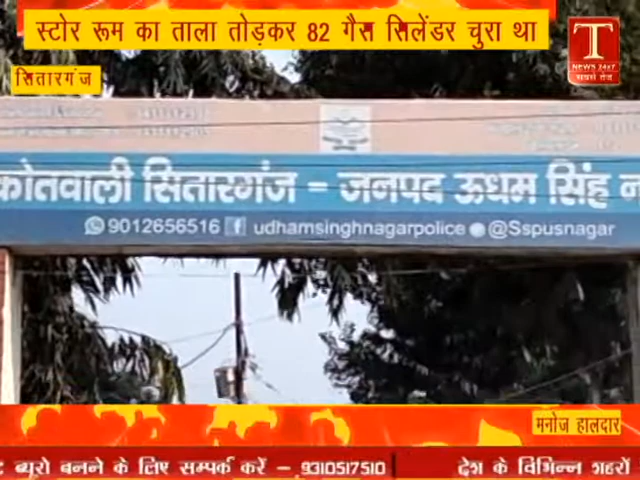 स्टोर रूम का ताला तोड़कर 82 गैस सिलेंडर चुरा था
T
NEWS 24x7
सबसे तेज
सितारगंज
कोतवाली सितारगंज - जनपद ऊधम सिंह न
9012656516 f udhamsinghnagarpolice @Sspusnagar
मनोज हालदार
ब्यूरो बनने के लिए सम्पर्क करें - 9310517510 देश के विभिन्न शहरों